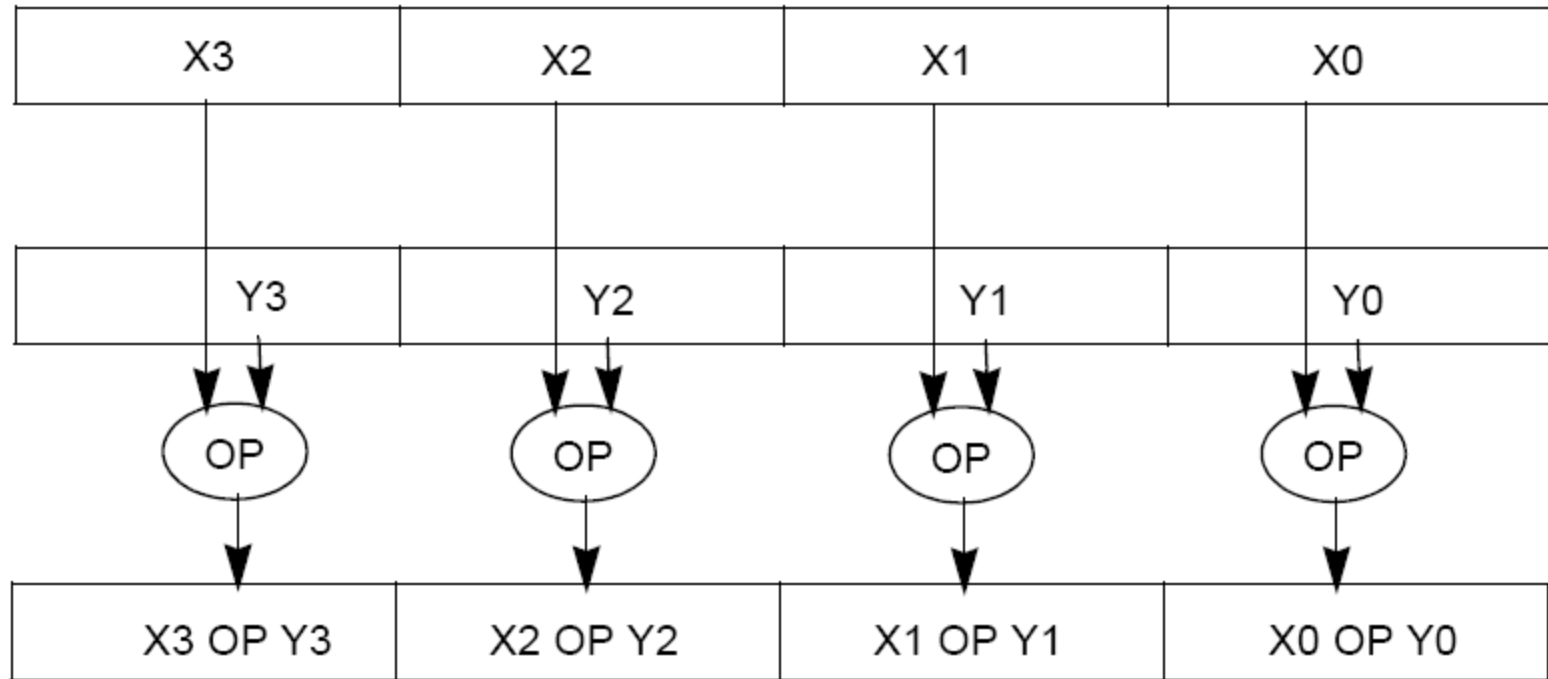 X3 X2 X1 X0
Y3 Y2 Y1 Y0
OP OP OP OP
X3 OP Y3 X2 OP Y2 X1 OP Y1 X0 OP Y0